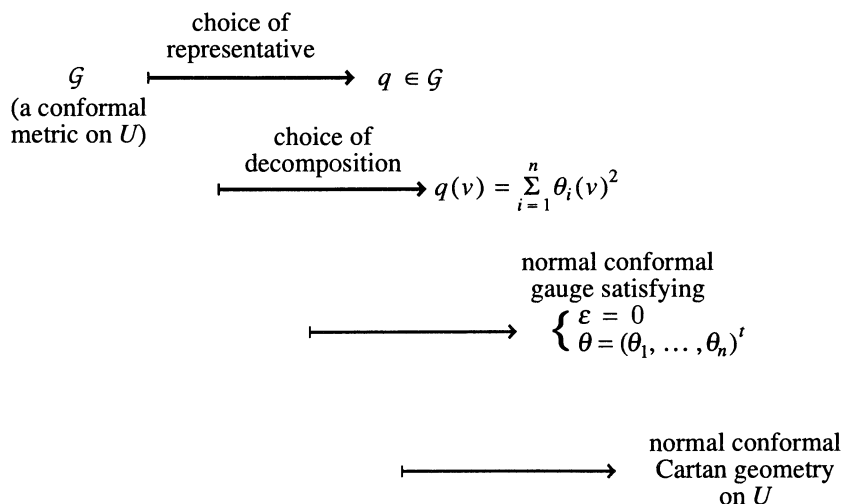 choice of
representative
𝒢
q ∈ 𝒢
(a conformal
metric on U)
choice of
decomposition
q(v) = Σ_{i = 1}^{n} θ_i(v)^2
normal conformal
gauge satisfying
{ ε = 0
θ = (θ_1, … , θ_n)^t
normal conformal
Cartan geometry
on U